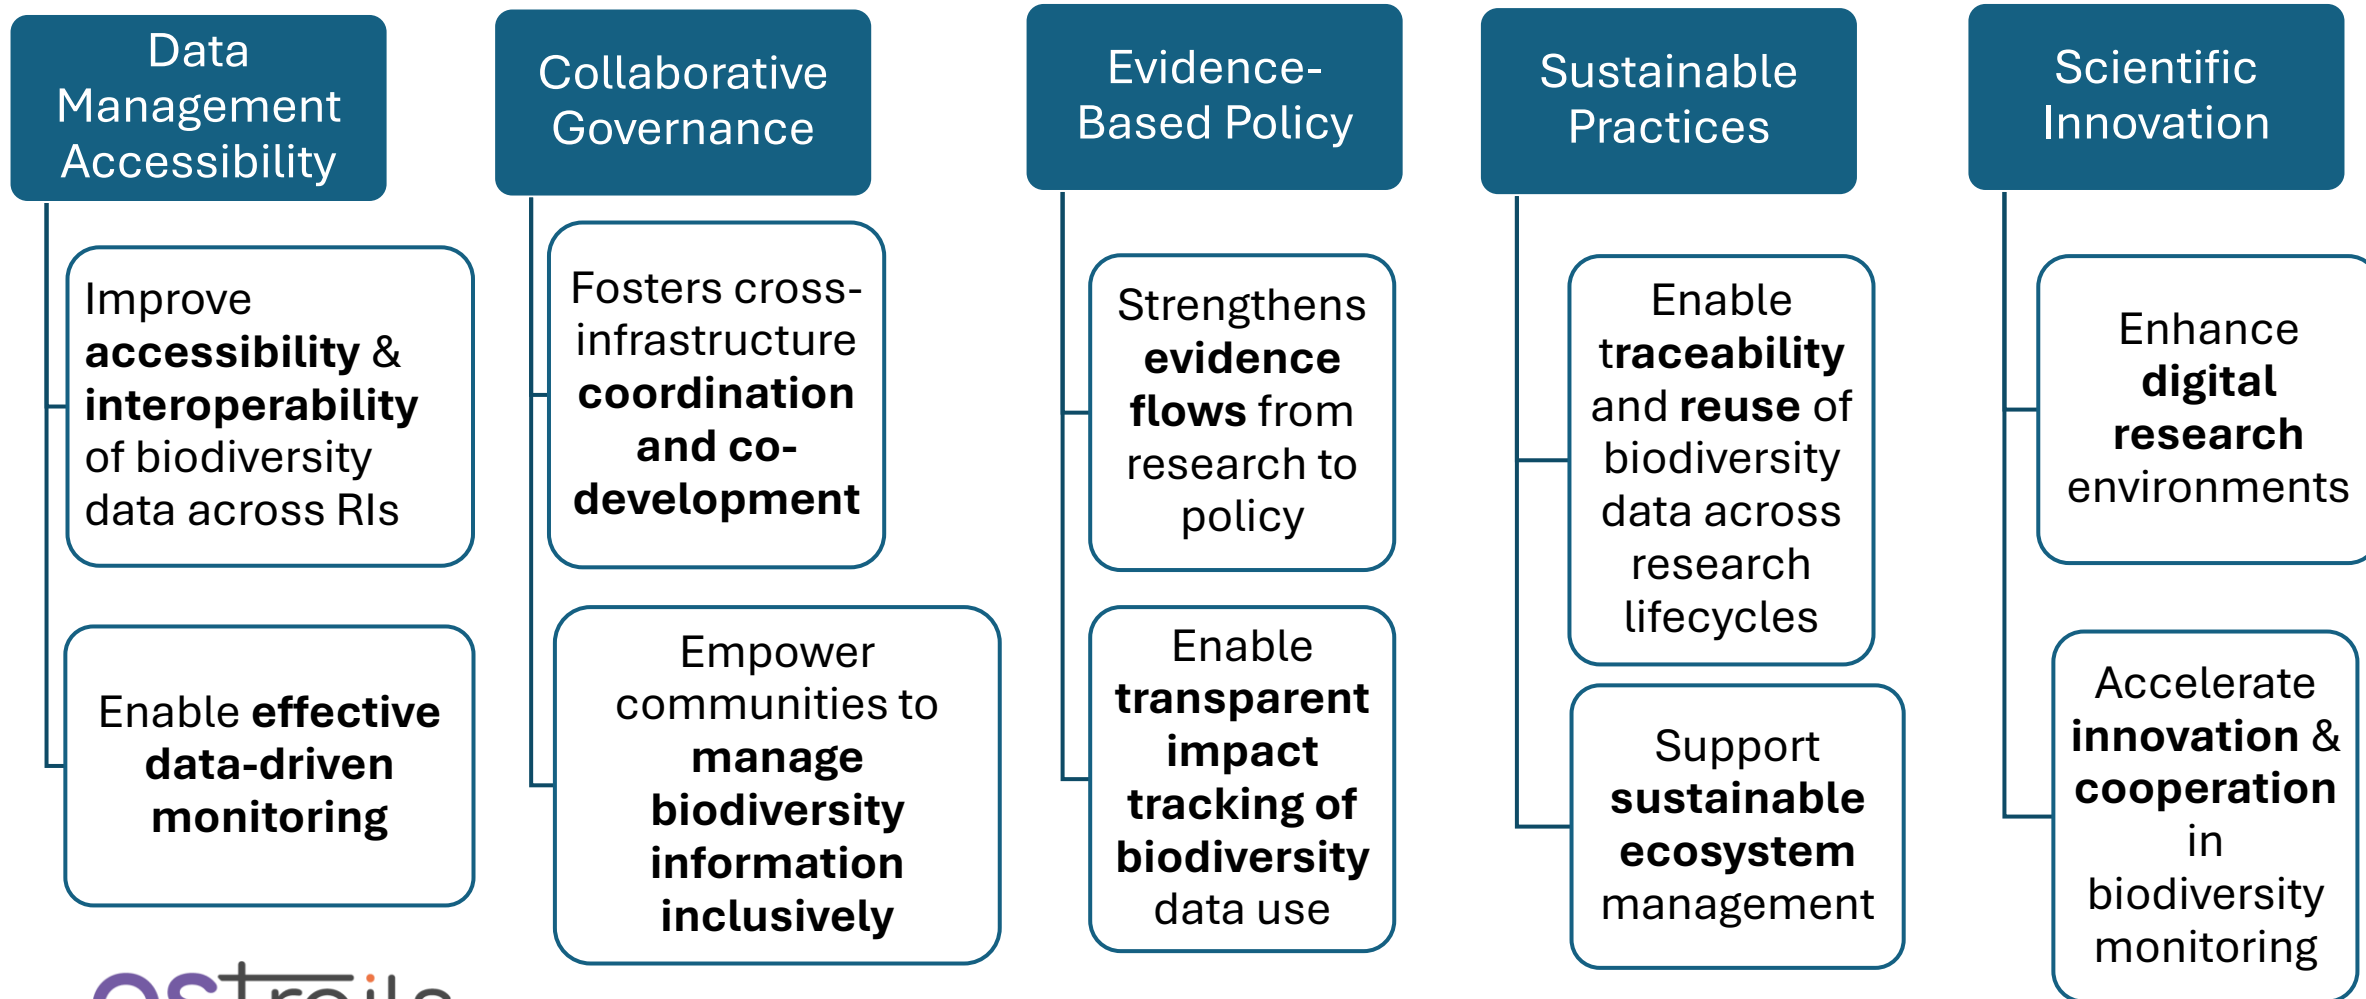 Data
Management
Accessibility
Improve
accessibility &
interoperability
of biodiversity
data across RIs
Enable effective
data-driven
monitoring
Collaborative
Governance
Fosters cross-
infrastructure
coordination
and co-
development
Empower
communities to
manage
biodiversity
information
inclusively
Evidence-
Based Policy
Strengthens
evidence
flows from
research to
policy
Enable
transparent
impact
tracking of
biodiversity
data use
Sustainable
Practices
Enable
traceability
and reuse of
biodiversity
data across
research
lifecycles
Support
sustainable
ecosystem
management
Scientific
Innovation
Enhance
digital
research
environments
Accelerate
innovation &
cooperation
in
biodiversity
monitoring
OSTrails